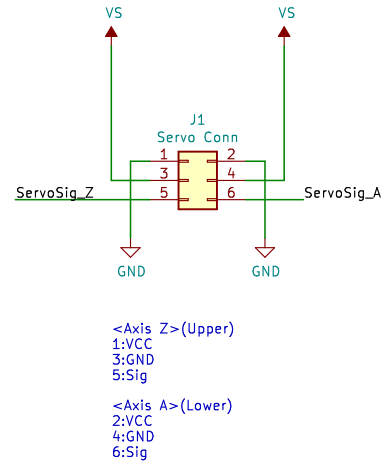 VS VS
J1
Servo Conn
1 2
3 4
5 6
ServoSig_Z ServoSig_A
GND GND
<Axis Z>(Upper)
1:VCC
3:GND
5:Sig
<Axis A>(Lower)
2:VCC
4:GND
6:Sig